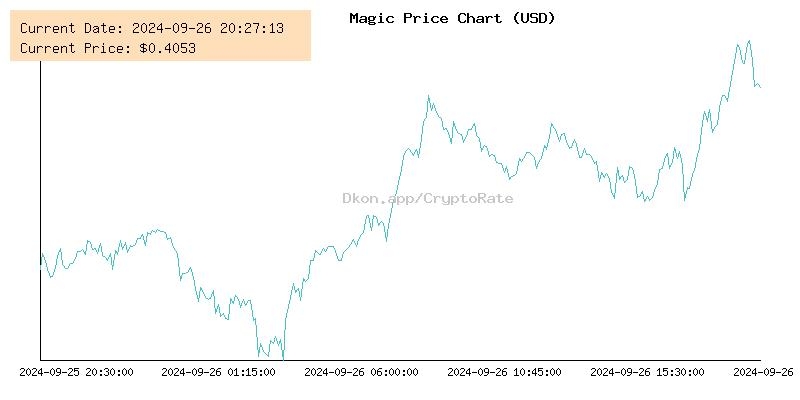 Magic Price Chart (USD)
Current Date: 2024-09-26 20:27:13
Current Price: $0.4053
Dkon.app/CryptoRate
2024-09-25 20:30:00 2024-09-26 01:15:00 2024-09-26 06:00:00 2024-09-26 10:45:00 2024-09-26 15:30:00 2024-09-26